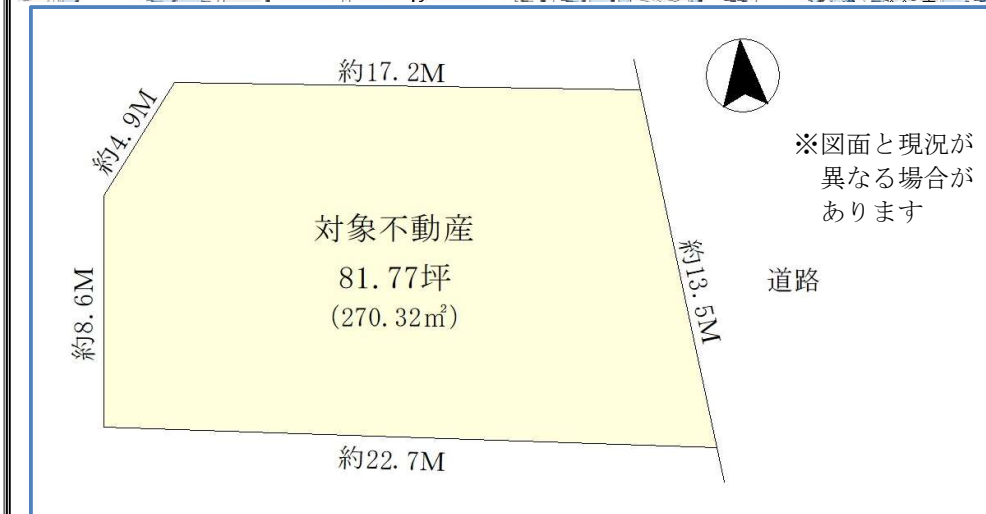 約17.2M
約4.9M
※図面と現況が
異なる場合が
あります
対象不動産
81.77坪
(270.32㎡)
約8.6M
約13.5M
道路
約22.7M